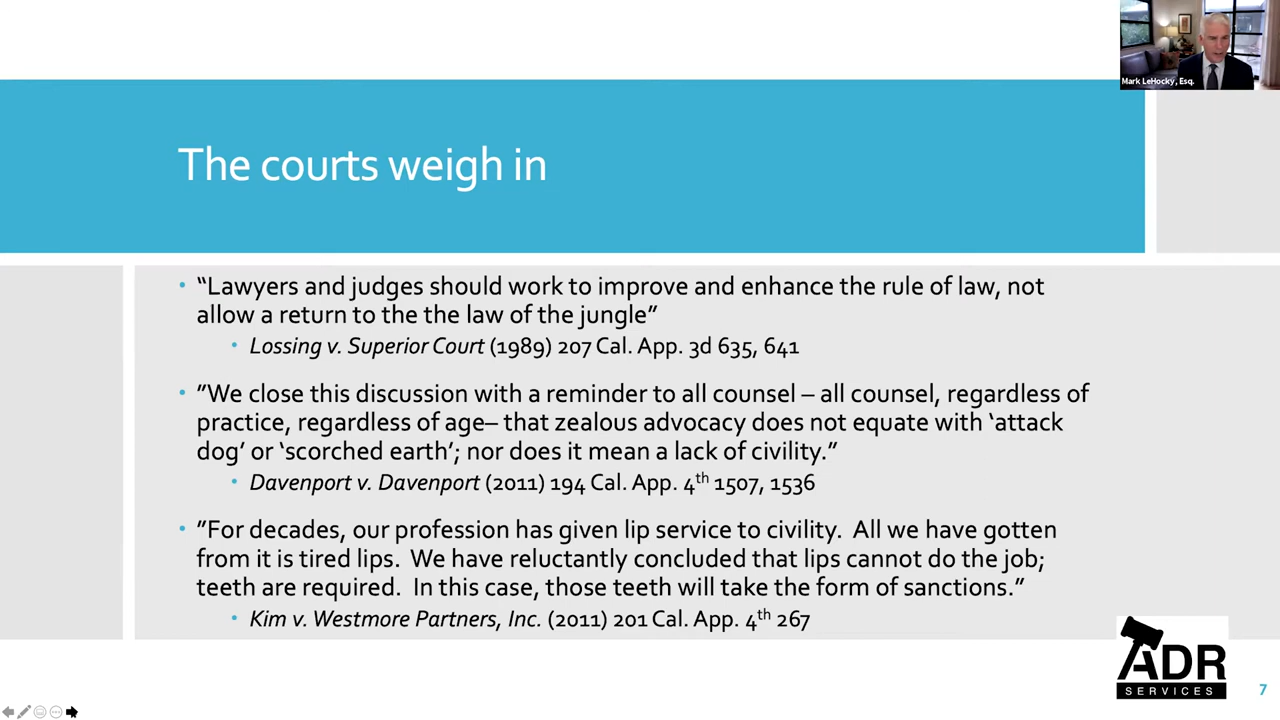 Mark LeHocky, Esq.
The courts weigh in
• “Lawyers and judges should work to improve and enhance the rule of law, not
allow a return to the the law of the jungle”
• Lossing v. Superior Court (1989) 207 Cal. App. 3d 635, 641
• ”We close this discussion with a reminder to all counsel – all counsel, regardless of
practice, regardless of age– that zealous advocacy does not equate with ‘attack
dog’ or ‘scorched earth’; nor does it mean a lack of civility.”
• Davenport v. Davenport (2011) 194 Cal. App. 4th 1507, 1536
• ”For decades, our profession has given lip service to civility. All we have gotten
from it is tired lips. We have reluctantly concluded that lips cannot do the job;
teeth are required. In this case, those teeth will take the form of sanctions.”
• Kim v. Westmore Partners, Inc. (2011) 201 Cal. App. 4th 267
ADR
SERVICES
7